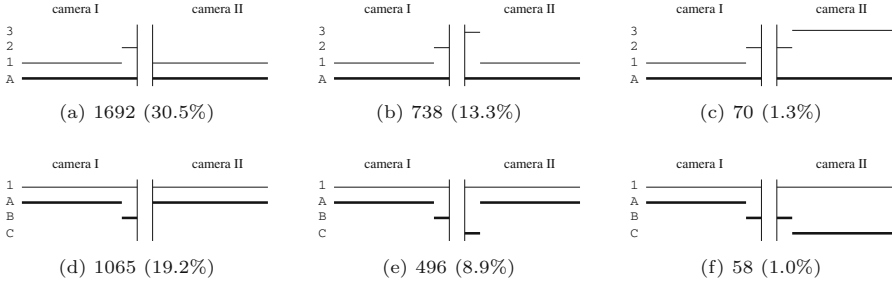 camera I camera II camera I camera II camera I camera II
3 3 3
2 2 2
1 1 1
A A A
(a) 1692 (30.5%) (b) 738 (13.3%) (c) 70 (1.3%)
camera I camera II camera I camera II camera I camera II
1 1 1
A A A
B B B
C C C
(d) 1065 (19.2%) (e) 496 (8.9%) (f) 58 (1.0%)